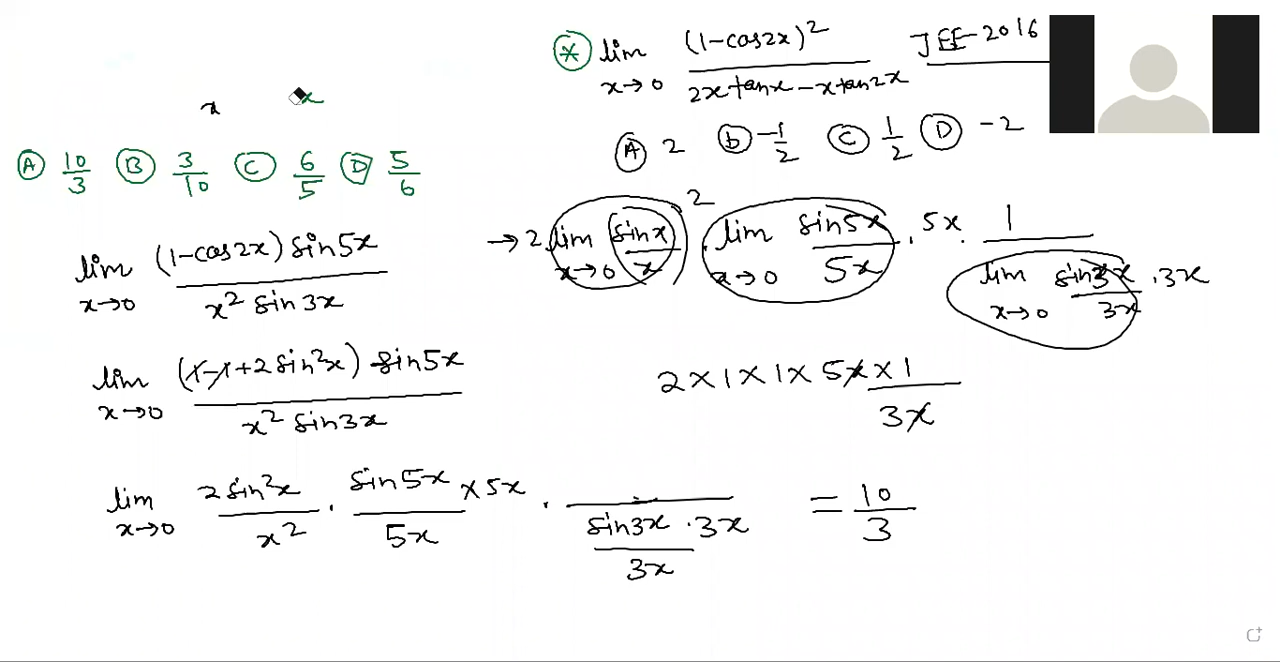 x x
Ⓐ 10/3 Ⓑ 3/10 Ⓒ 6/5 Ⓓ 5/6
lim x→0 (1-cos2x) sin5x / x² sin3x
lim x→0 (1-1+2sin²x) sin5x / x² sin3x
lim x→0 2sin²x / x² . sin5x / 5x × 5x . 1 / (sin3x / 3x . 3x)
(*) lim x→0 (1-cos2x)² / 2x tanx - x tan2x JEE-2016
Ⓐ 2 ⓑ -1/2 Ⓒ 1/2 Ⓓ -2
→ 2. lim x→0 (sinx / x)² . lim x→0 sin5x / 5x . 5x . 1 / (lim x→0 sin3x / 3x . 3x)
2 × 1 × 1 × 5x × 1 / 3x
= 10/3